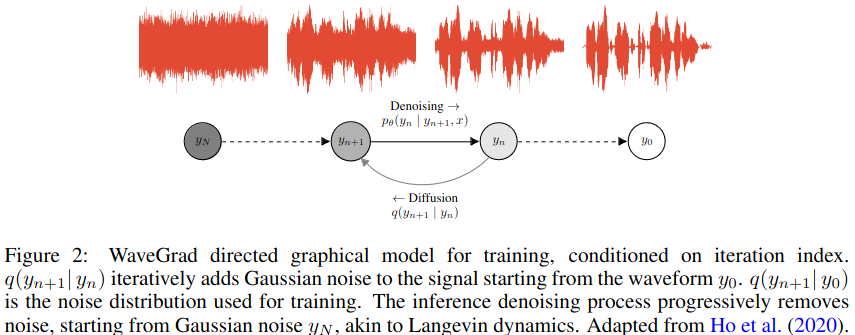 Denoising →
pθ(yn | yn+1, x)
yN
yn+1
yn
y0
← Diffusion
q(yn+1 | yn)
Figure 2: WaveGrad directed graphical model for training, conditioned on iteration index.
q(yn+1| yn) iteratively adds Gaussian noise to the signal starting from the waveform y0. q(yn+1| y0)
is the noise distribution used for training. The inference denoising process progressively removes
noise, starting from Gaussian noise yN, akin to Langevin dynamics. Adapted from Ho et al. (2020).